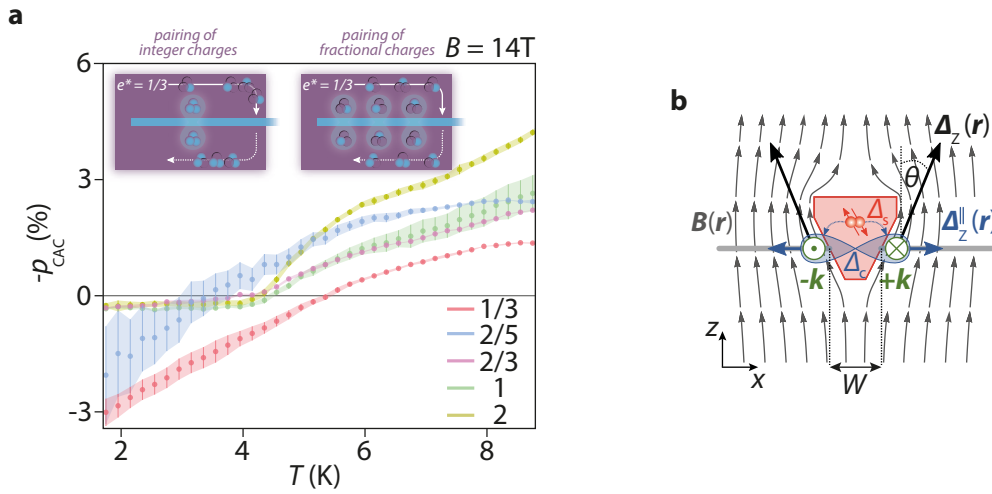 a
pairing of
integer charges
pairing of
fractional charges
B = 14T
e* = 1/3
e* = 1/3
6
3
0
-3
-p_CAC (%)
1/3
2/5
2/3
1
2
2
4
6
8
T (K)
b
Δ_Z(r)
θ
B(r)
Δ_s
Δ_Z^∥(r)
Δ_c
-k
+k
z
x
W